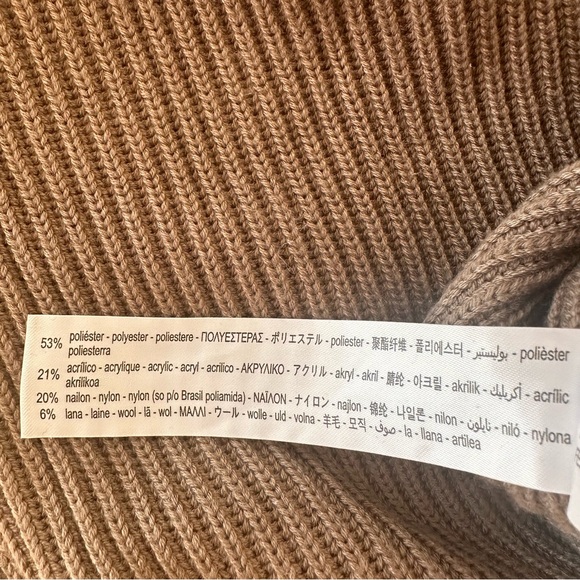 53% poliéster - polyester - poliestere - ΠΟΛΥΕΣΤΕΡΑΣ - ポリエステル - poliester - 聚酯纤维 - 폴리에스터 - بوليستير - polièster
poliesterra
21% acrílico - acrylique - acrylic - acryl - acrilico - ΑΚΡΥΛΙΚΟ - アクリル - akryl - akril - 腈纶 - 아크릴 - akrilik - أكريليك - acrílic
akrilikoa
20% nailon - nylon - nylon (so p/o Brasil poliamida) - ΝΑΪΛΟΝ - ナイロン - najlon - 锦纶 - 나일론 - nilon - نايلون - niló - nylona
6% lana - laine - wool - lã - wol - ΜΑΛΛΙ - ウール - wolle - uld - volna - 羊毛 - 모직 - صوف - la - llana - artilea